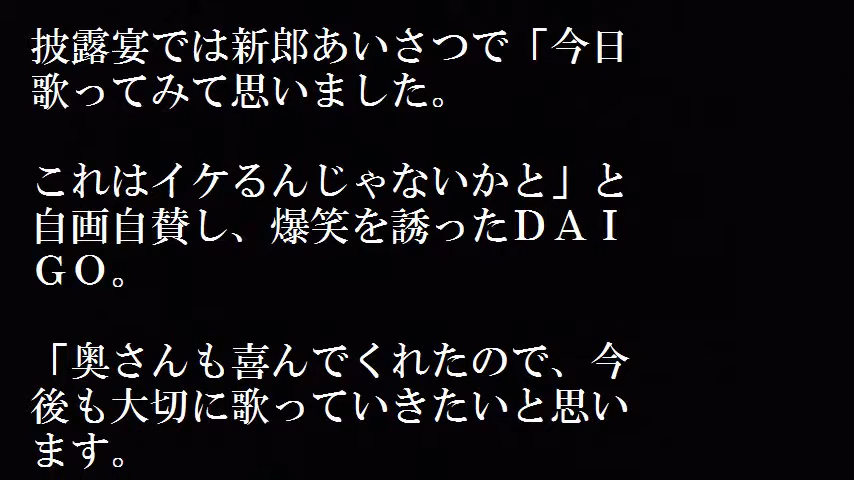 披露宴では新郎あいさつで「今日
歌ってみて思いました。
これはイケるんじゃないかと」と
自画自賛し、爆笑を誘ったＤＡＩ
ＧＯ。
「奥さんも喜んでくれたので、今
後も大切に歌っていきたいと思い
ます。